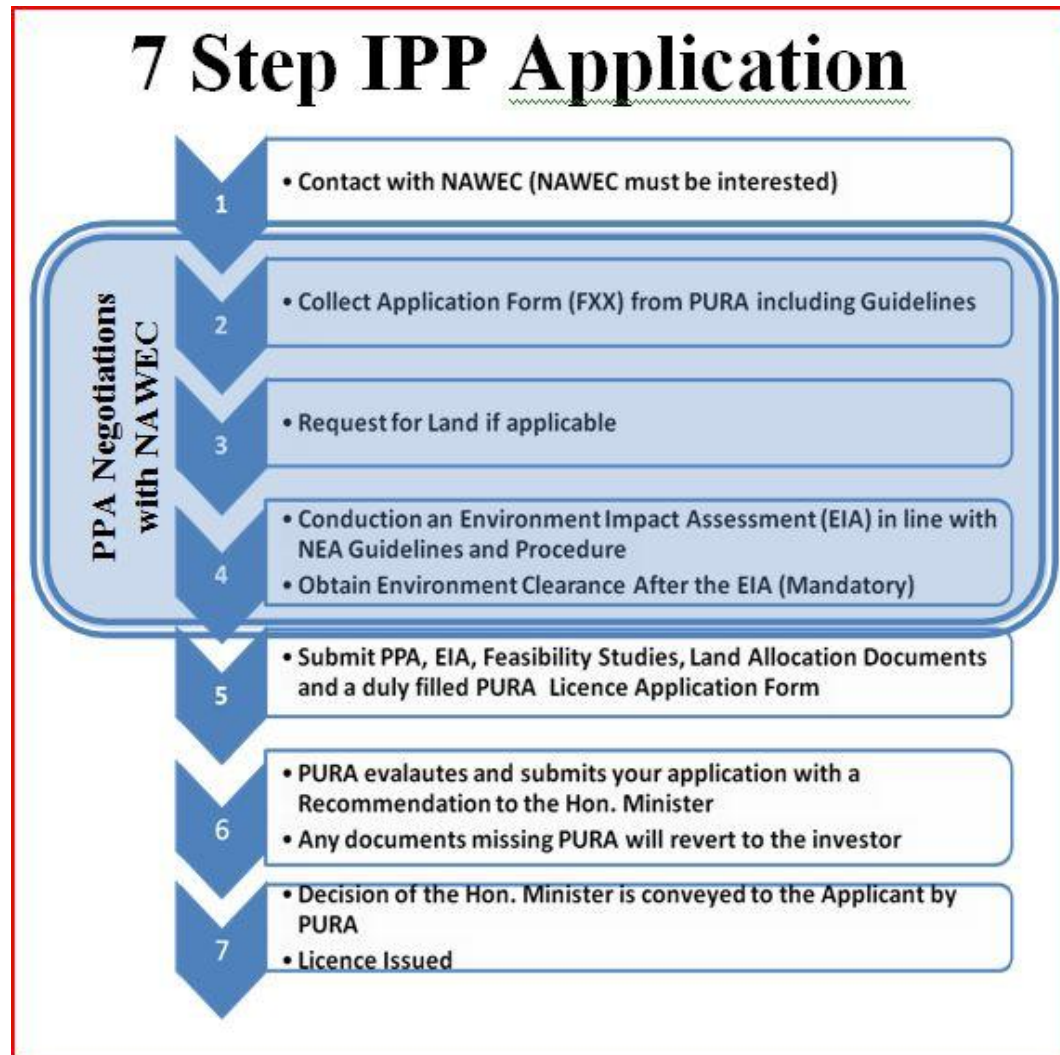 7 Step IPP Application
1
• Contact with NAWEC (NAWEC must be interested)
PPA Negotiations
with NAWEC
2
• Collect Application Form (FXX) from PURA including Guidelines
3
• Request for Land if applicable
4
• Conduction an Environment Impact Assessment (EIA) in line with
NEA Guidelines and Procedure
• Obtain Environment Clearance After the EIA (Mandatory)
5
• Submit PPA, EIA, Feasibility Studies, Land Allocation Documents
and a duly filled PURA Licence Application Form
6
• PURA evalautes and submits your application with a
Recommendation to the Hon. Minister
• Any documents missing PURA will revert to the investor
7
• Decision of the Hon. Minister is conveyed to the Applicant by
PURA
• Licence Issued